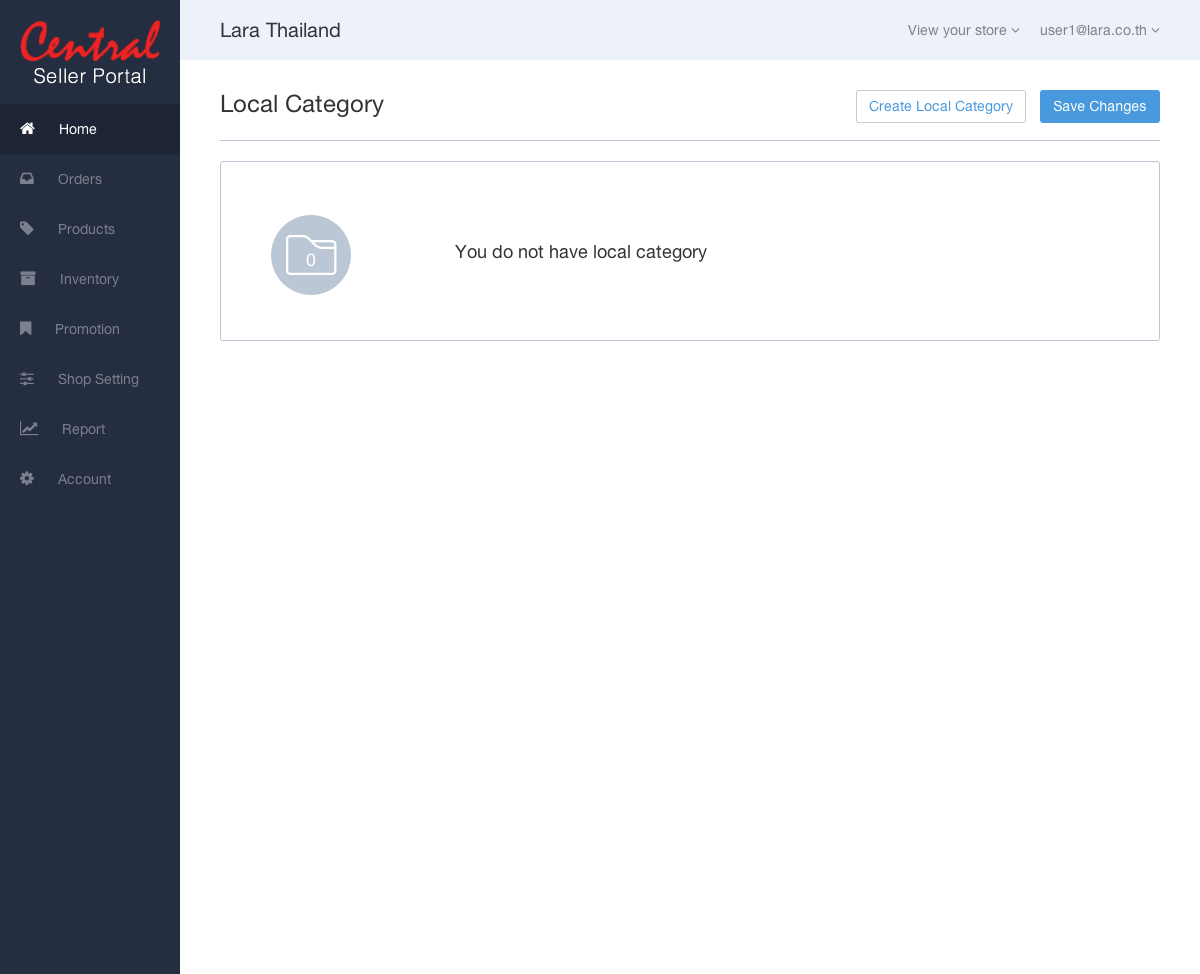 Central
Seller Portal
Lara Thailand
View your store
user1@lara.co.th
Home
Orders
Products
Inventory
Promotion
Shop Setting
Report
Account
Local Category
Create Local Category
Save Changes
0
You do not have local category